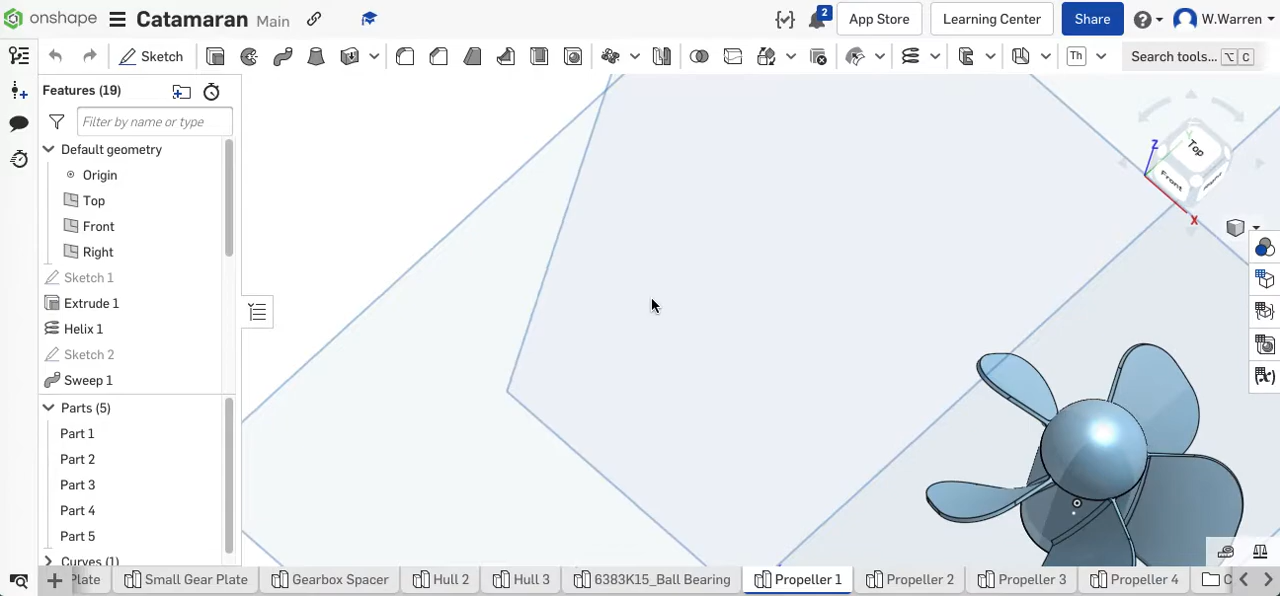 onshape Catamaran Main 2 App Store Learning Center Share W.Warren
Sketch Th Search tools... ⌥ C
Features (19)
Filter by name or type
Default geometry
Origin
Top
Front
Right
Sketch 1
Extrude 1
Helix 1
Sketch 2
Sweep 1
Parts (5)
Part 1
Part 2
Part 3
Part 4
Part 5
Curves (1)
Z Y
Top
Front
X
(x)
Plate Small Gear Plate Gearbox Spacer Hull 2 Hull 3 6383K15_Ball Bearing Propeller 1 Propeller 2 Propeller 3 Propeller 4 C